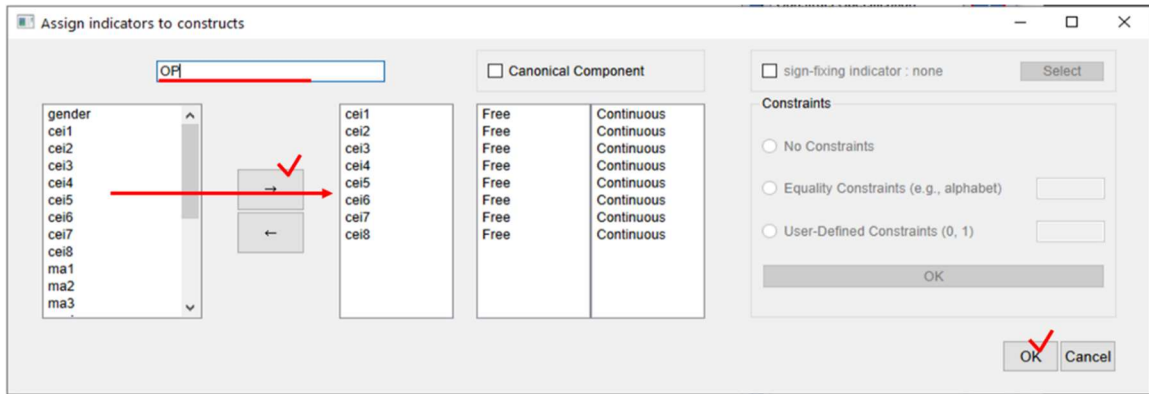 Assign indicators to constructs
OP
Canonical Component
sign-fixing indicator : none
Select
gender
cei1
cei2
cei3
cei4
cei5
cei6
cei7
cei8
ma1
ma2
ma3
→
←
cei1
cei2
cei3
cei4
cei5
cei6
cei7
cei8
Free Continuous
Free Continuous
Free Continuous
Free Continuous
Free Continuous
Free Continuous
Free Continuous
Free Continuous
Constraints
No Constraints
Equality Constraints (e.g., alphabet)
User-Defined Constraints (0, 1)
OK
OK Cancel